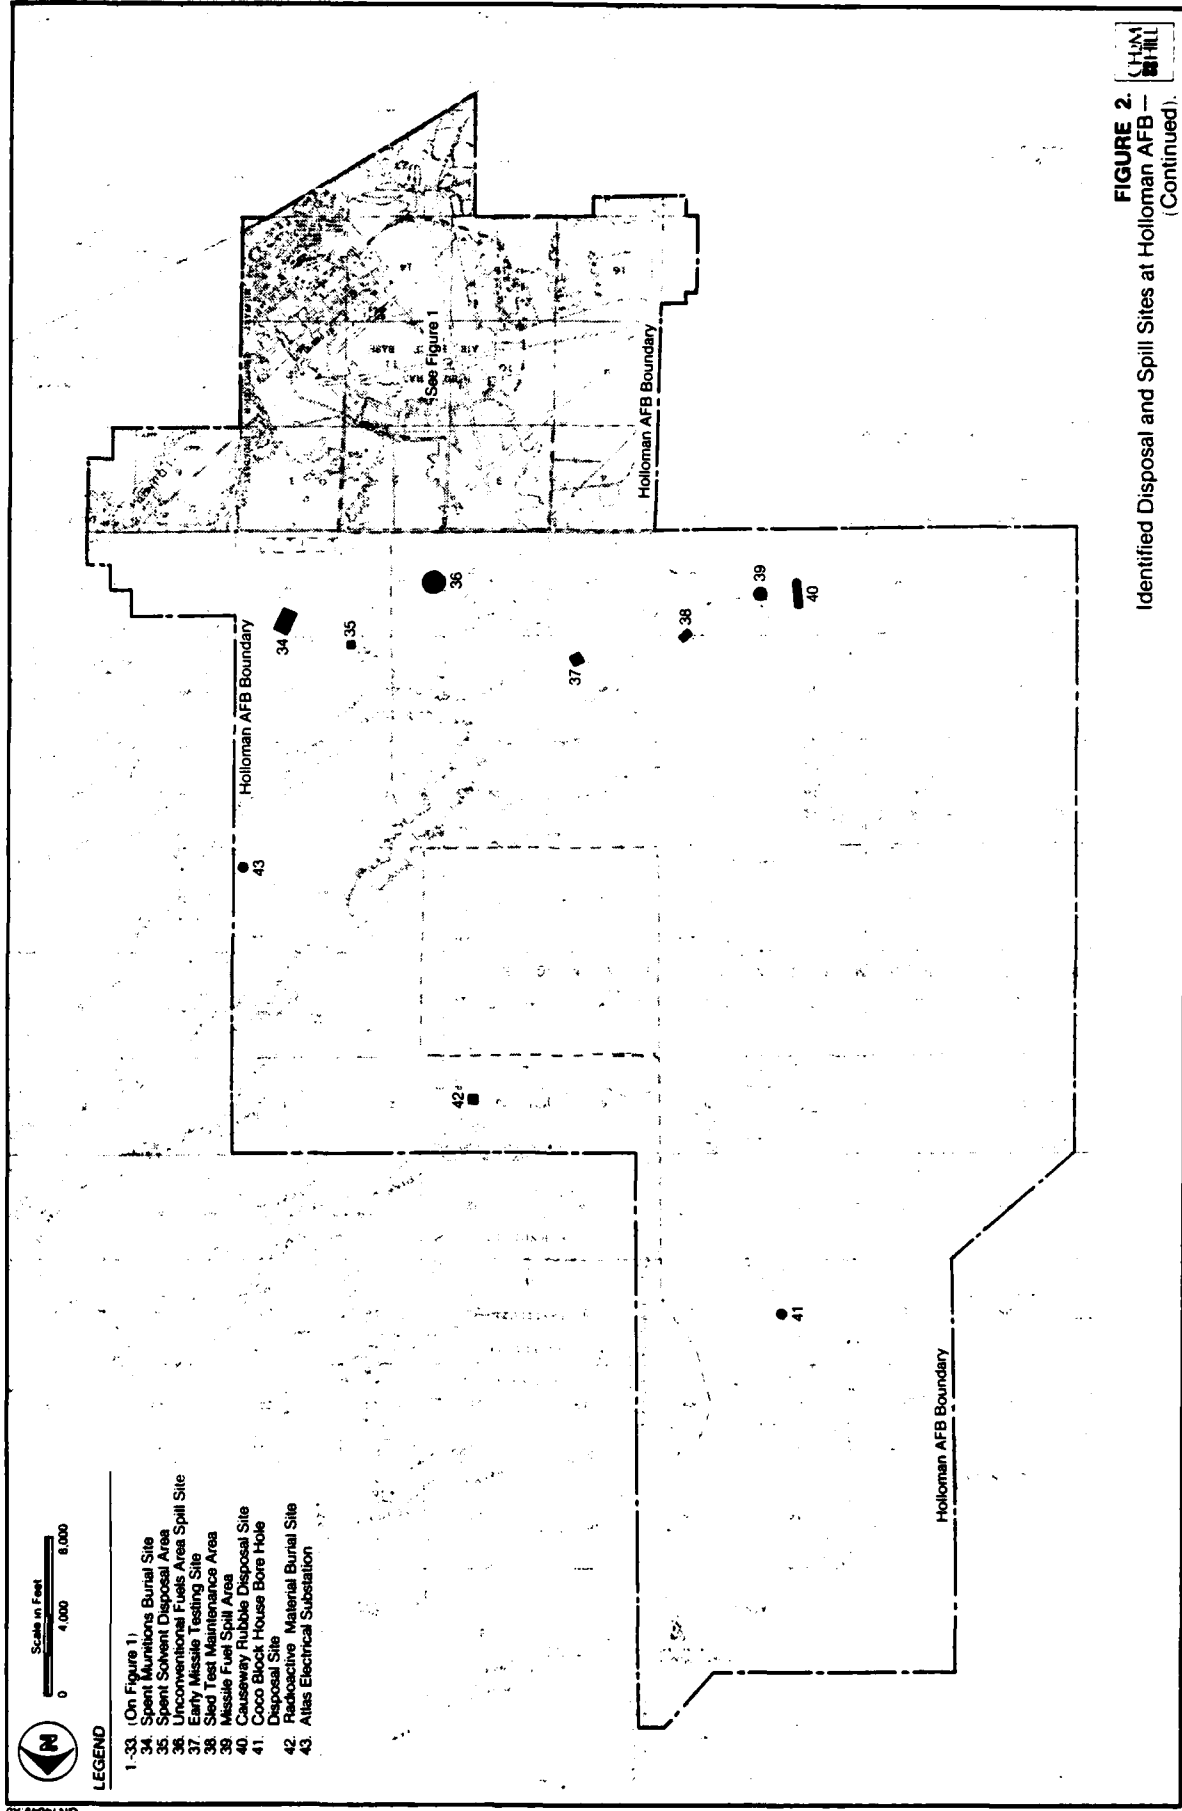 Scale in Feet
0 4,000 8,000
N
LEGEND
1.-33. (On Figure 1)
34. Spent Munitions Burial Site
35. Spent Solvent Disposal Area
36. Unconventional Fuels Area Spill Site
37. Early Missile Testing Site
38. Sled Test Maintenance Area
39. Missile Fuel Spill Area
40. Causeway Rubble Disposal Site
41. Coco Block House Bore Hole
Disposal Site
42. Radioactive Material Burial Site
43. Atlas Electrical Substation
Holloman AFB Boundary
43
34
35
36
37
38
39
40
42
41
(See Figure 1
Holloman AFB Boundary
Holloman AFB Boundary
CH2M
HILL
FIGURE 2.
Identified Disposal and Spill Sites at Holloman AFB—
(Continued).